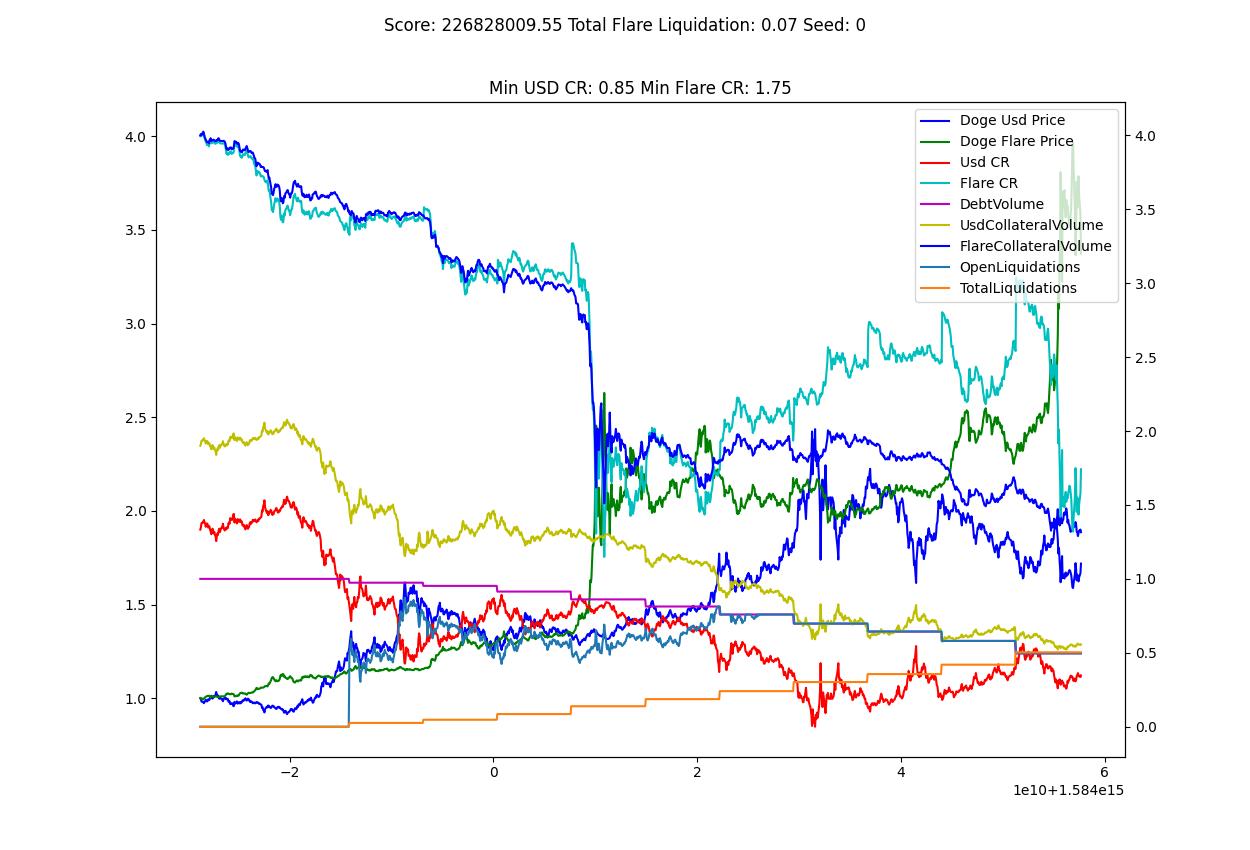 Score: 226828009.55 Total Flare Liquidation: 0.07 Seed: 0
Min USD CR: 0.85 Min Flare CR: 1.75
Doge Usd Price
Doge Flare Price
Usd CR
Flare CR
DebtVolume
UsdCollateralVolume
FlareCollateralVolume
OpenLiquidations
TotalLiquidations
4.0
3.5
3.0
2.5
2.0
1.5
1.0
4.0
3.5
3.0
2.5
2.0
1.5
1.0
0.5
0.0
−2 0 2 4 6
1e10+1.584e15